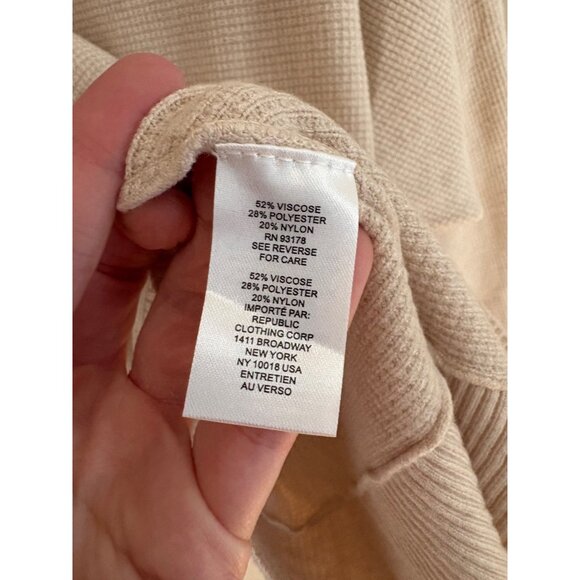 52% VISCOSE
28% POLYESTER
20% NYLON
RN 93178
SEE REVERSE
FOR CARE
52% VISCOSE
28% POLYESTER
20% NYLON
IMPORTÉ PAR:
REPUBLIC
CLOTHING CORP
1411 BROADWAY
NEW YORK
NY 10018 USA
ENTRETIEN
AU VERSO